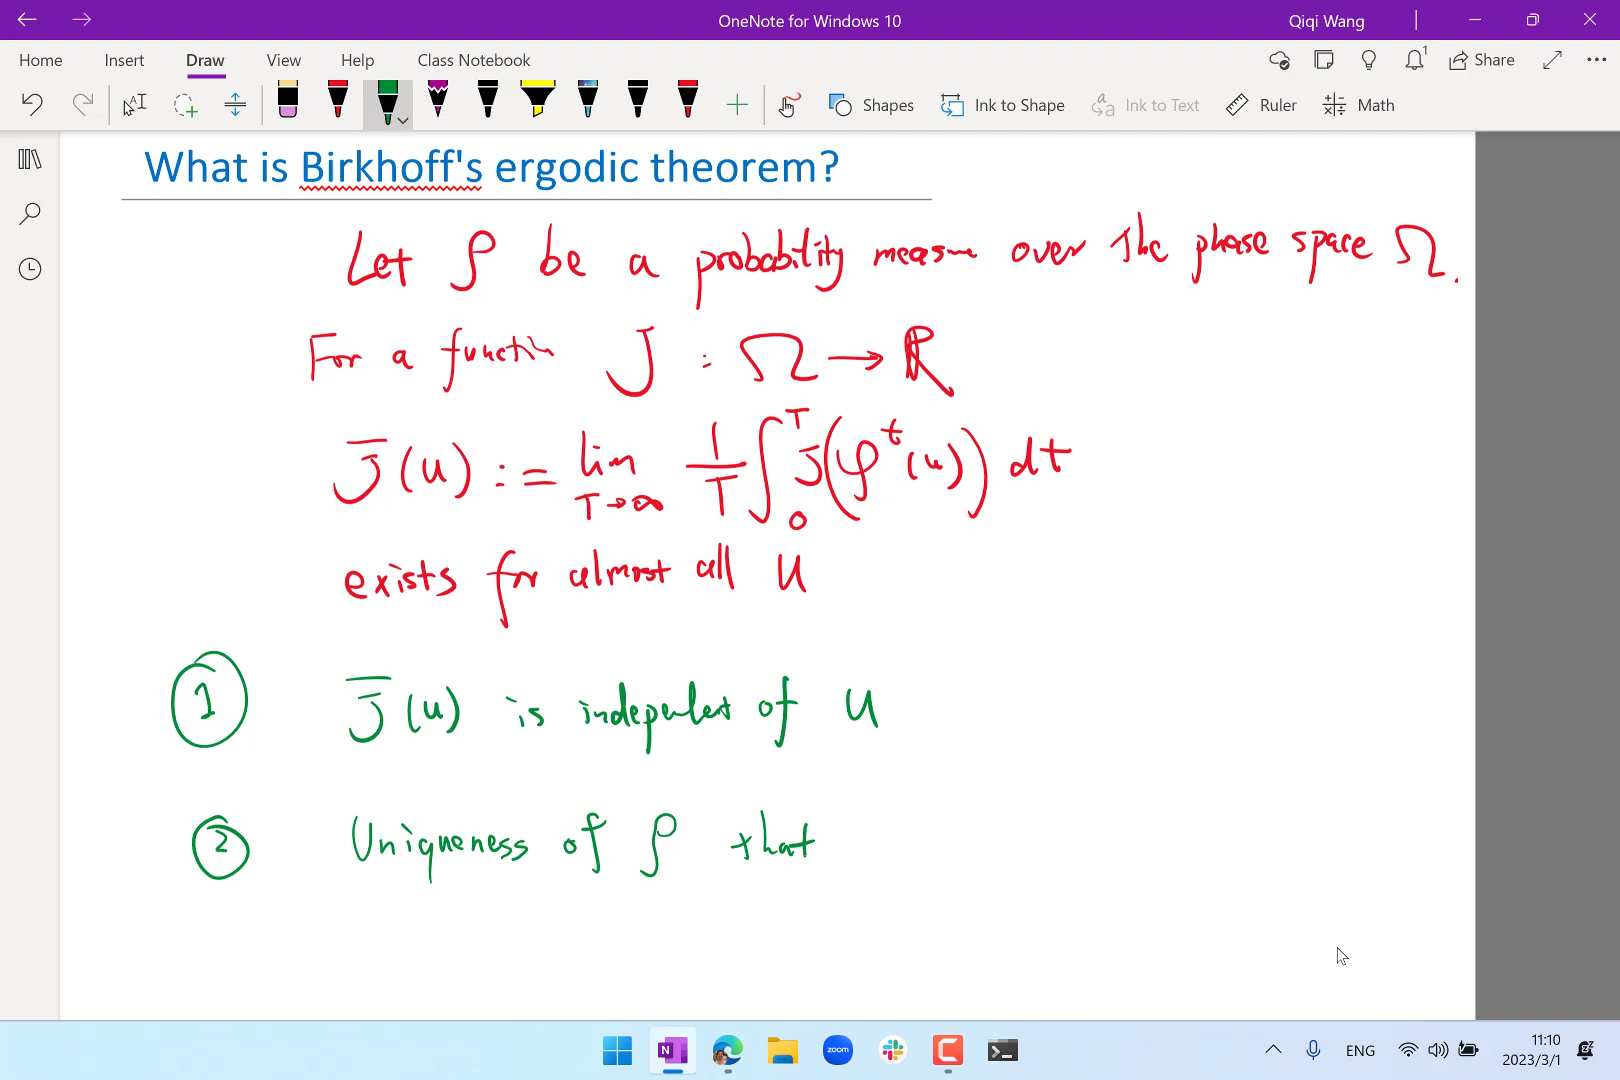 OneNote for Windows 10
Qiqi Wang
Home Insert Draw View Help Class Notebook
1
Share
Shapes Ink to Shape Ink to Text Ruler Math
What is Birkhoff's ergodic theorem?
Let ρ be a probability measure over the phase space Ω.
For a function J : Ω → ℝ
J̅(u) := lim_{T→∞} 1/T ∫_0^T J(φ^t(u)) dt
exists for almost all u
① J̅(u) is independent of u
② Uniqueness of ρ that
zoom
ENG
11:10
2023/3/1